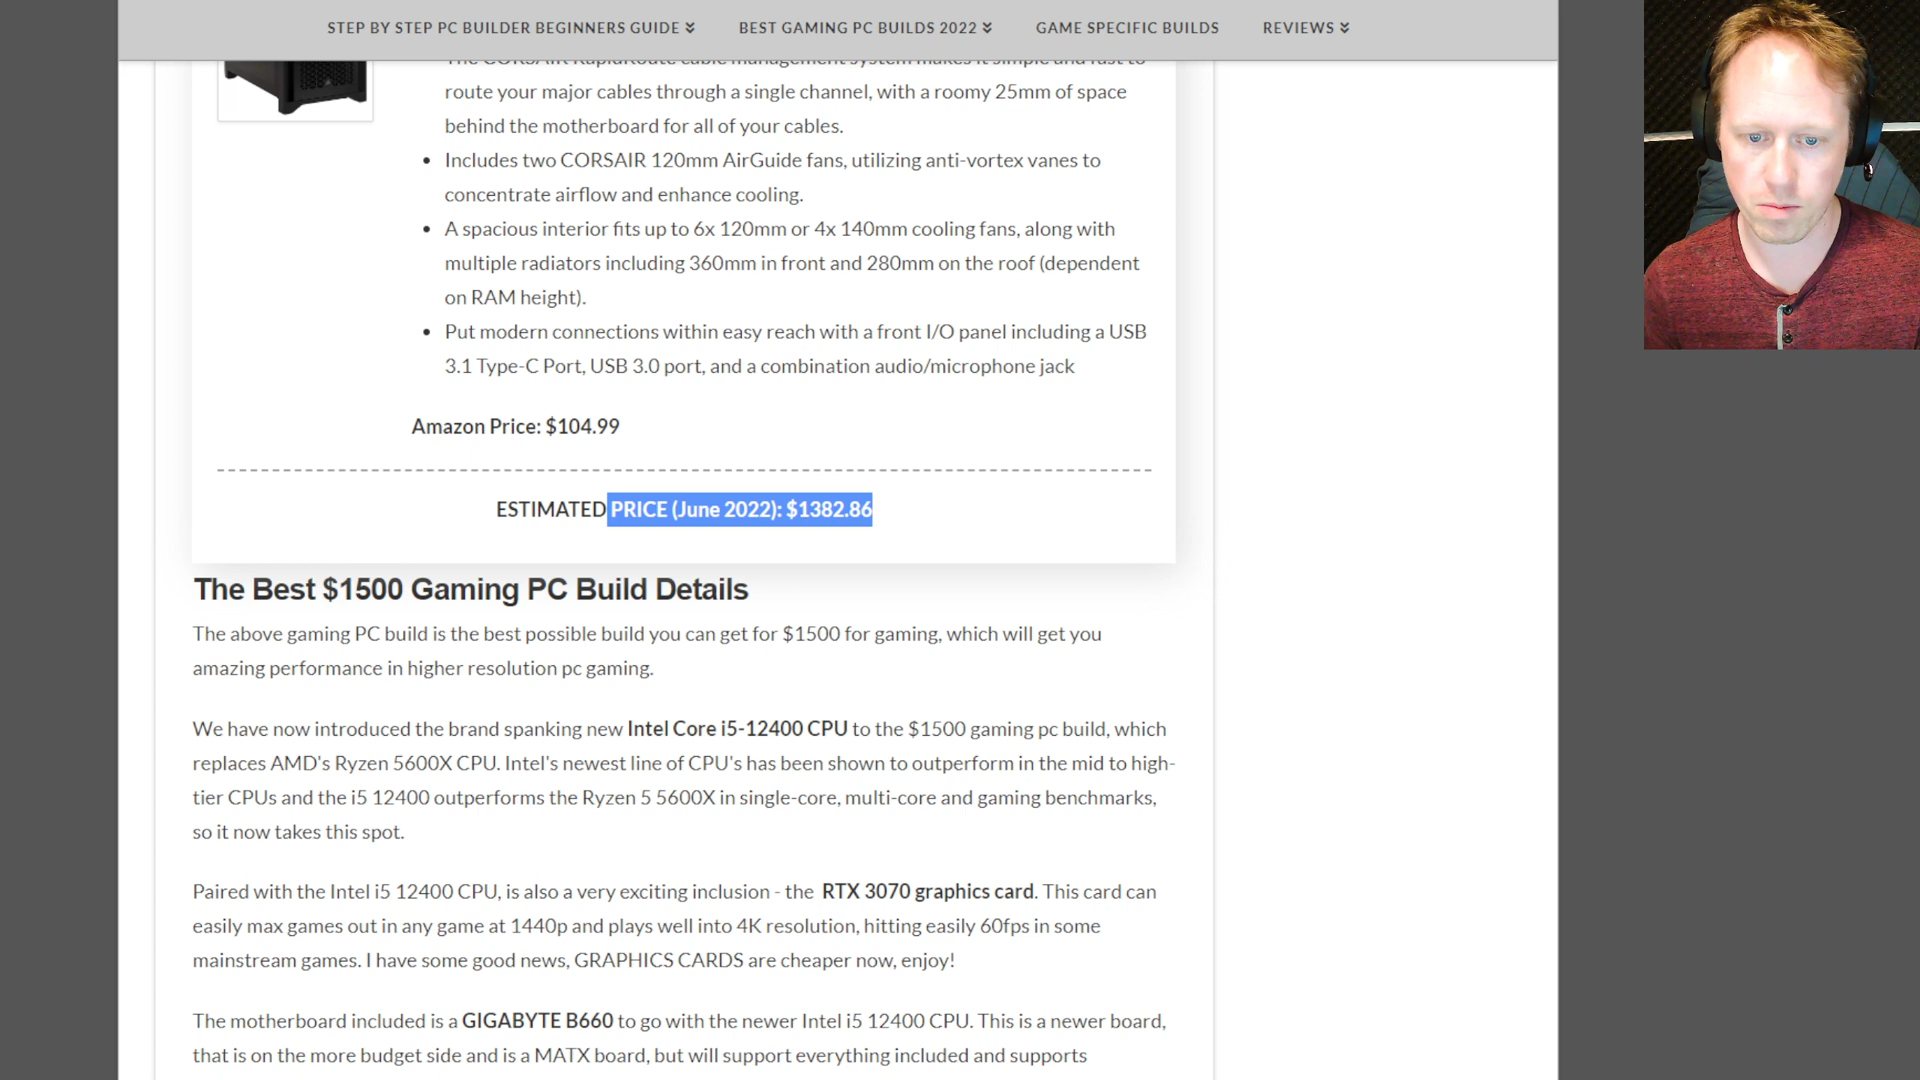 STEP BY STEP PC BUILDER BEGINNERS GUIDE BEST GAMING PC BUILDS 2022 GAME SPECIFIC BUILDS REVIEWS
The CORSAIR RapidRoute cable management system makes it simple and fast to
route your major cables through a single channel, with a roomy 25mm of space
behind the motherboard for all of your cables.
• Includes two CORSAIR 120mm AirGuide fans, utilizing anti-vortex vanes to
concentrate airflow and enhance cooling.
• A spacious interior fits up to 6x 120mm or 4x 140mm cooling fans, along with
multiple radiators including 360mm in front and 280mm on the roof (dependent
on RAM height).
• Put modern connections within easy reach with a front I/O panel including a USB
3.1 Type-C Port, USB 3.0 port, and a combination audio/microphone jack
Amazon Price: $104.99
ESTIMATED PRICE (June 2022): $1382.86
The Best $1500 Gaming PC Build Details
The above gaming PC build is the best possible build you can get for $1500 for gaming, which will get you
amazing performance in higher resolution pc gaming.
We have now introduced the brand spanking new Intel Core i5-12400 CPU to the $1500 gaming pc build, which
replaces AMD's Ryzen 5600X CPU. Intel's newest line of CPU's has been shown to outperform in the mid to high-
tier CPUs and the i5 12400 outperforms the Ryzen 5 5600X in single-core, multi-core and gaming benchmarks,
so it now takes this spot.
Paired with the Intel i5 12400 CPU, is also a very exciting inclusion - the RTX 3070 graphics card. This card can
easily max games out in any game at 1440p and plays well into 4K resolution, hitting easily 60fps in some
mainstream games. I have some good news, GRAPHICS CARDS are cheaper now, enjoy!
The motherboard included is a GIGABYTE B660 to go with the newer Intel i5 12400 CPU. This is a newer board,
that is on the more budget side and is a MATX board, but will support everything included and supports